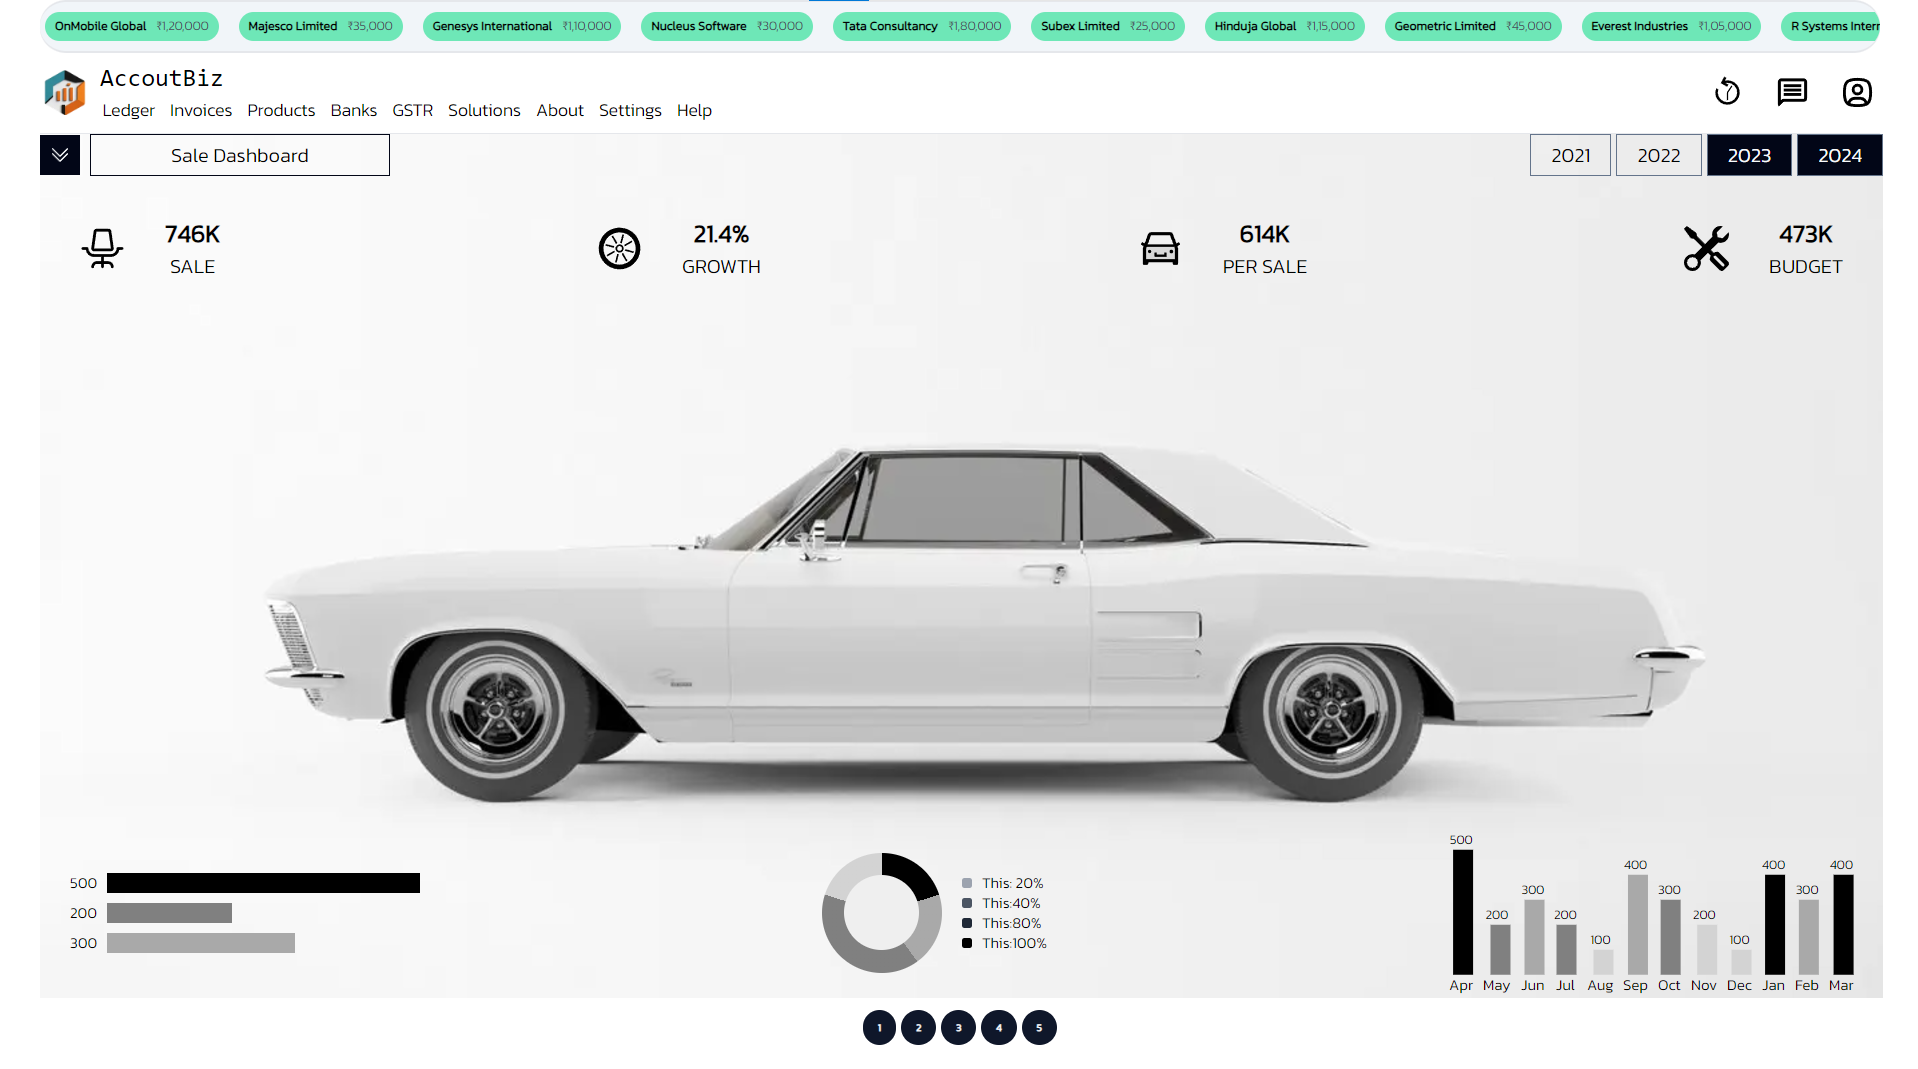 OnMobile Global ₹1,20,000 Majesco Limited ₹35,000 Genesys International ₹1,10,000 Nucleus Software ₹30,000 Tata Consultancy ₹1,80,000 Subex Limited ₹25,000 Hinduja Global ₹1,15,000 Geometric Limited ₹45,000 Everest Industries ₹1,05,000 R Systems Inter
AccoutBiz
Ledger Invoices Products Banks GSTR Solutions About Settings Help
Sale Dashboard 2021 2022 2023 2024
746K 21.4% 614K 473K
SALE GROWTH PER SALE BUDGET
500
200
300
This: 20%
This:40%
This:80%
This:100%
500 200 300 200 100 400 300 200 100 400 300 400
Apr May Jun Jul Aug Sep Oct Nov Dec Jan Feb Mar
1 2 3 4 5